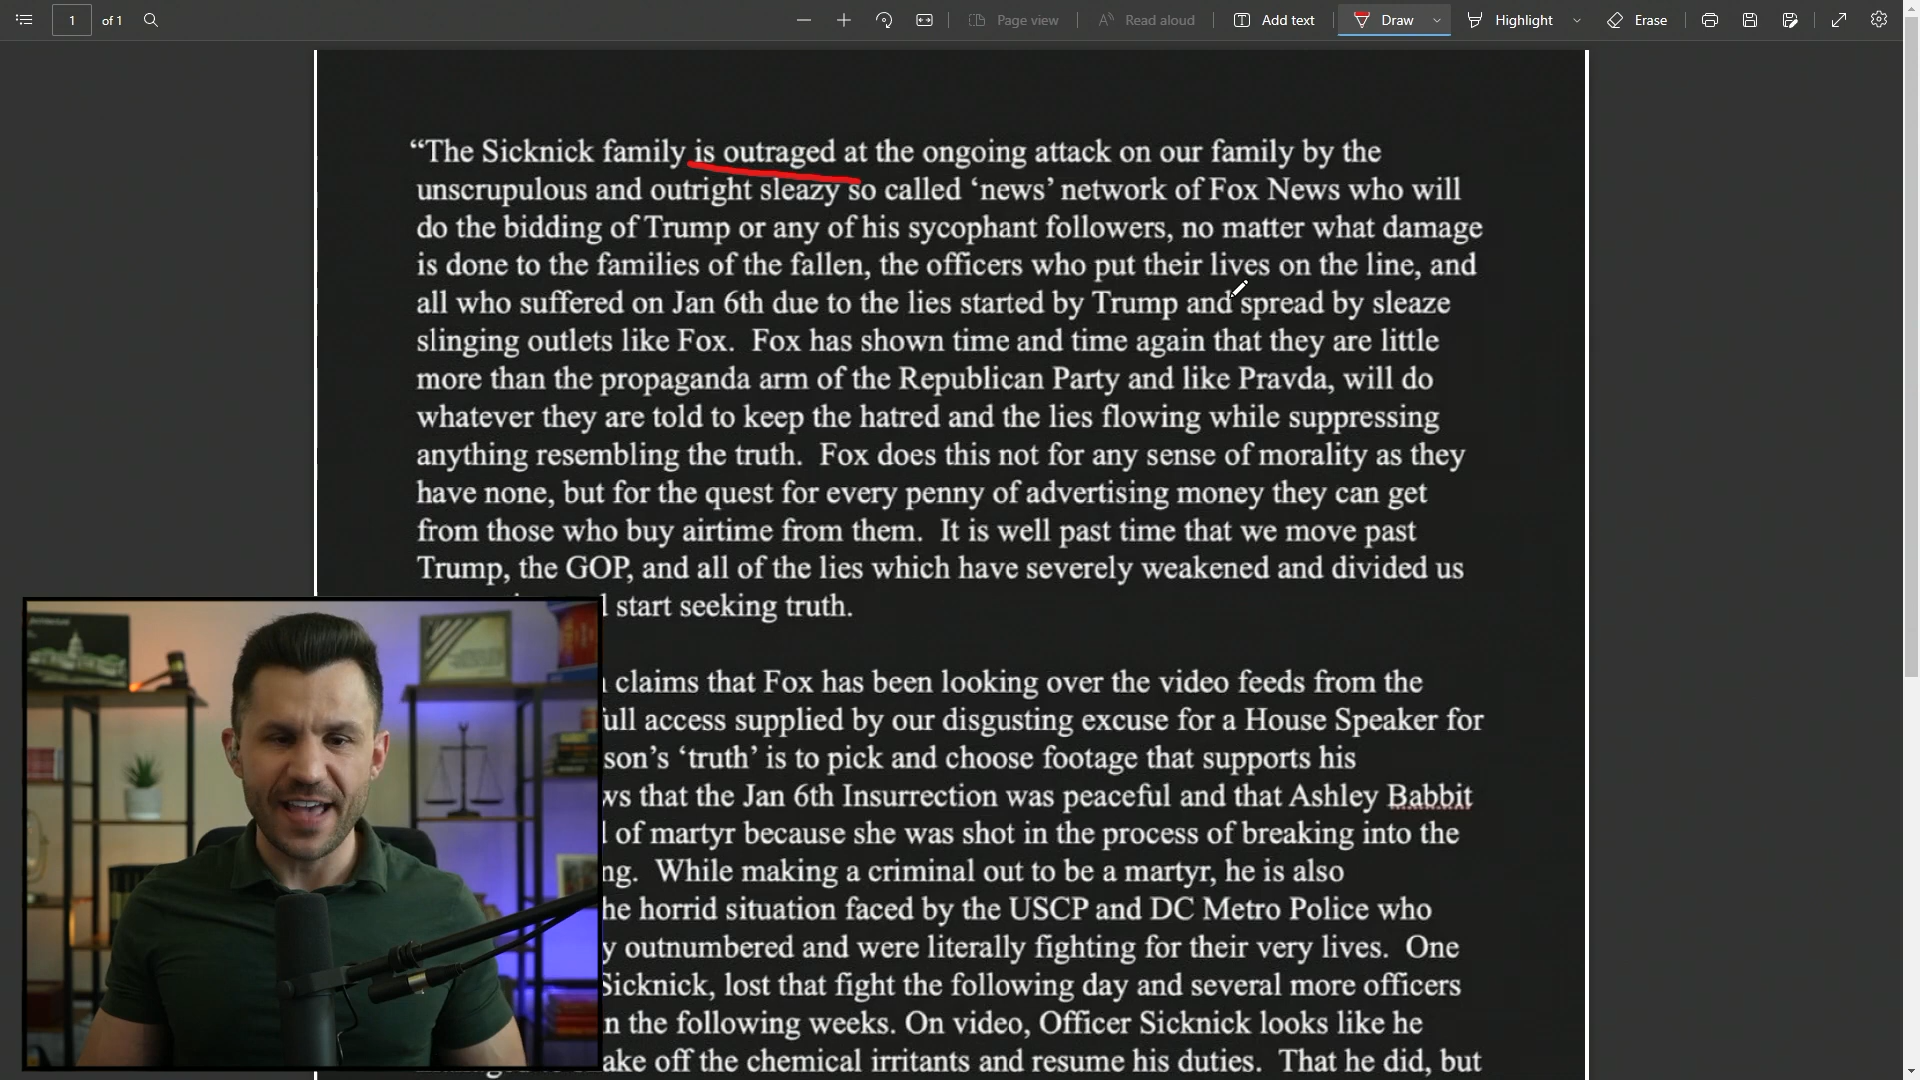 1 of 1 Page view Read aloud Add text Draw Highlight Erase
“The Sicknick family is outraged at the ongoing attack on our family by the
unscrupulous and outright sleazy so called ‘news’ network of Fox News who will
do the bidding of Trump or any of his sycophant followers, no matter what damage
is done to the families of the fallen, the officers who put their lives on the line, and
all who suffered on Jan 6th due to the lies started by Trump and spread by sleaze
slinging outlets like Fox.  Fox has shown time and time again that they are little
more than the propaganda arm of the Republican Party and like Pravda, will do
whatever they are told to keep the hatred and the lies flowing while suppressing
anything resembling the truth.  Fox does this not for any sense of morality as they
have none, but for the quest for every penny of advertising money they can get
from those who buy airtime from them.  It is well past time that we move past
Trump, the GOP, and all of the lies which have severely weakened and divided us
start seeking truth.
claims that Fox has been looking over the video feeds from the
full access supplied by our disgusting excuse for a House Speaker for
son’s ‘truth’ is to pick and choose footage that supports his
ws that the Jan 6th Insurrection was peaceful and that Ashley Babbit
of martyr because she was shot in the process of breaking into the
ng.  While making a criminal out to be a martyr, he is also
he horrid situation faced by the USCP and DC Metro Police who
y outnumbered and were literally fighting for their very lives.  One
Sicknick, lost that fight the following day and several more officers
n the following weeks. On video, Officer Sicknick looks like he
ake off the chemical irritants and resume his duties.  That he did, but